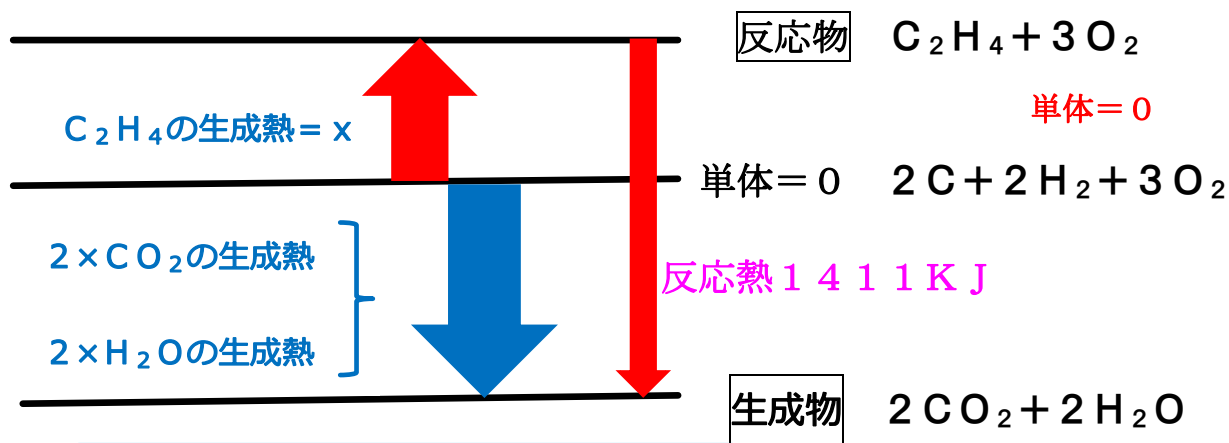 反応物 C₂H₄+3O₂
単体=0
C₂H₄の生成熱=x
単体=0 2C+2H₂+3O₂
2×CO₂の生成熱
反応熱1411KJ
2×H₂Oの生成熱
生成物 2CO₂+2H₂O